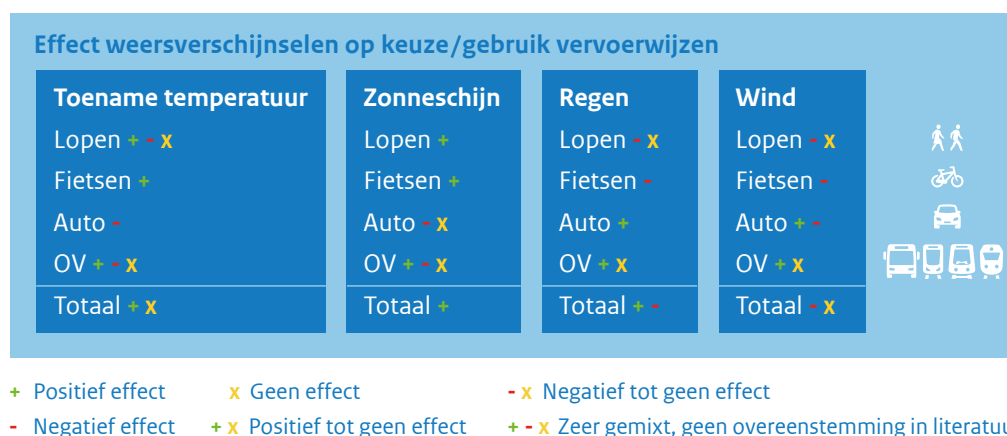 Effect weersverschijnselen op keuze/gebruik vervoerwijzen
Toename temperatuur
Lopen + - x
Fietsen +
Auto -
OV + - x
Totaal + x
Zonneschijn
Lopen +
Fietsen +
Auto - x
OV + - x
Totaal +
Regen
Lopen - x
Fietsen -
Auto +
OV + x
Totaal + -
Wind
Lopen - x
Fietsen -
Auto + -
OV + x
Totaal - x
+ Positief effect x Geen effect - x Negatief tot geen effect
- Negatief effect + x Positief tot geen effect + - x Zeer gemixt, geen overeenstemming in